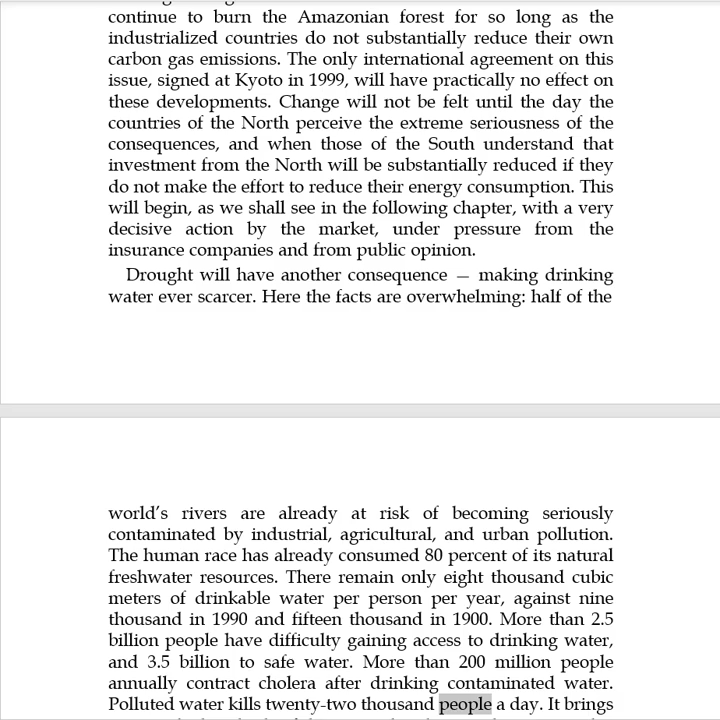 continue to burn the Amazonian forest for so long as the
industrialized countries do not substantially reduce their own
carbon gas emissions. The only international agreement on this
issue, signed at Kyoto in 1999, will have practically no effect on
these developments. Change will not be felt until the day the
countries of the North perceive the extreme seriousness of the
consequences, and when those of the South understand that
investment from the North will be substantially reduced if they
do not make the effort to reduce their energy consumption. This
will begin, as we shall see in the following chapter, with a very
decisive action by the market, under pressure from the
insurance companies and from public opinion.
Drought will have another consequence — making drinking
water ever scarcer. Here the facts are overwhelming: half of the
world's rivers are already at risk of becoming seriously
contaminated by industrial, agricultural, and urban pollution.
The human race has already consumed 80 percent of its natural
freshwater resources. There remain only eight thousand cubic
meters of drinkable water per person per year, against nine
thousand in 1990 and fifteen thousand in 1900. More than 2.5
billion people have difficulty gaining access to drinking water,
and 3.5 billion to safe water. More than 200 million people
annually contract cholera after drinking contaminated water.
Polluted water kills twenty-two thousand people a day. It brings